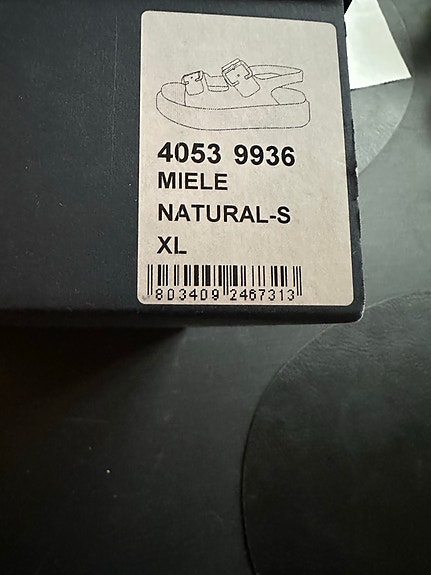 4053 9936
MIELE
NATURAL-S
XL
803409 2467313